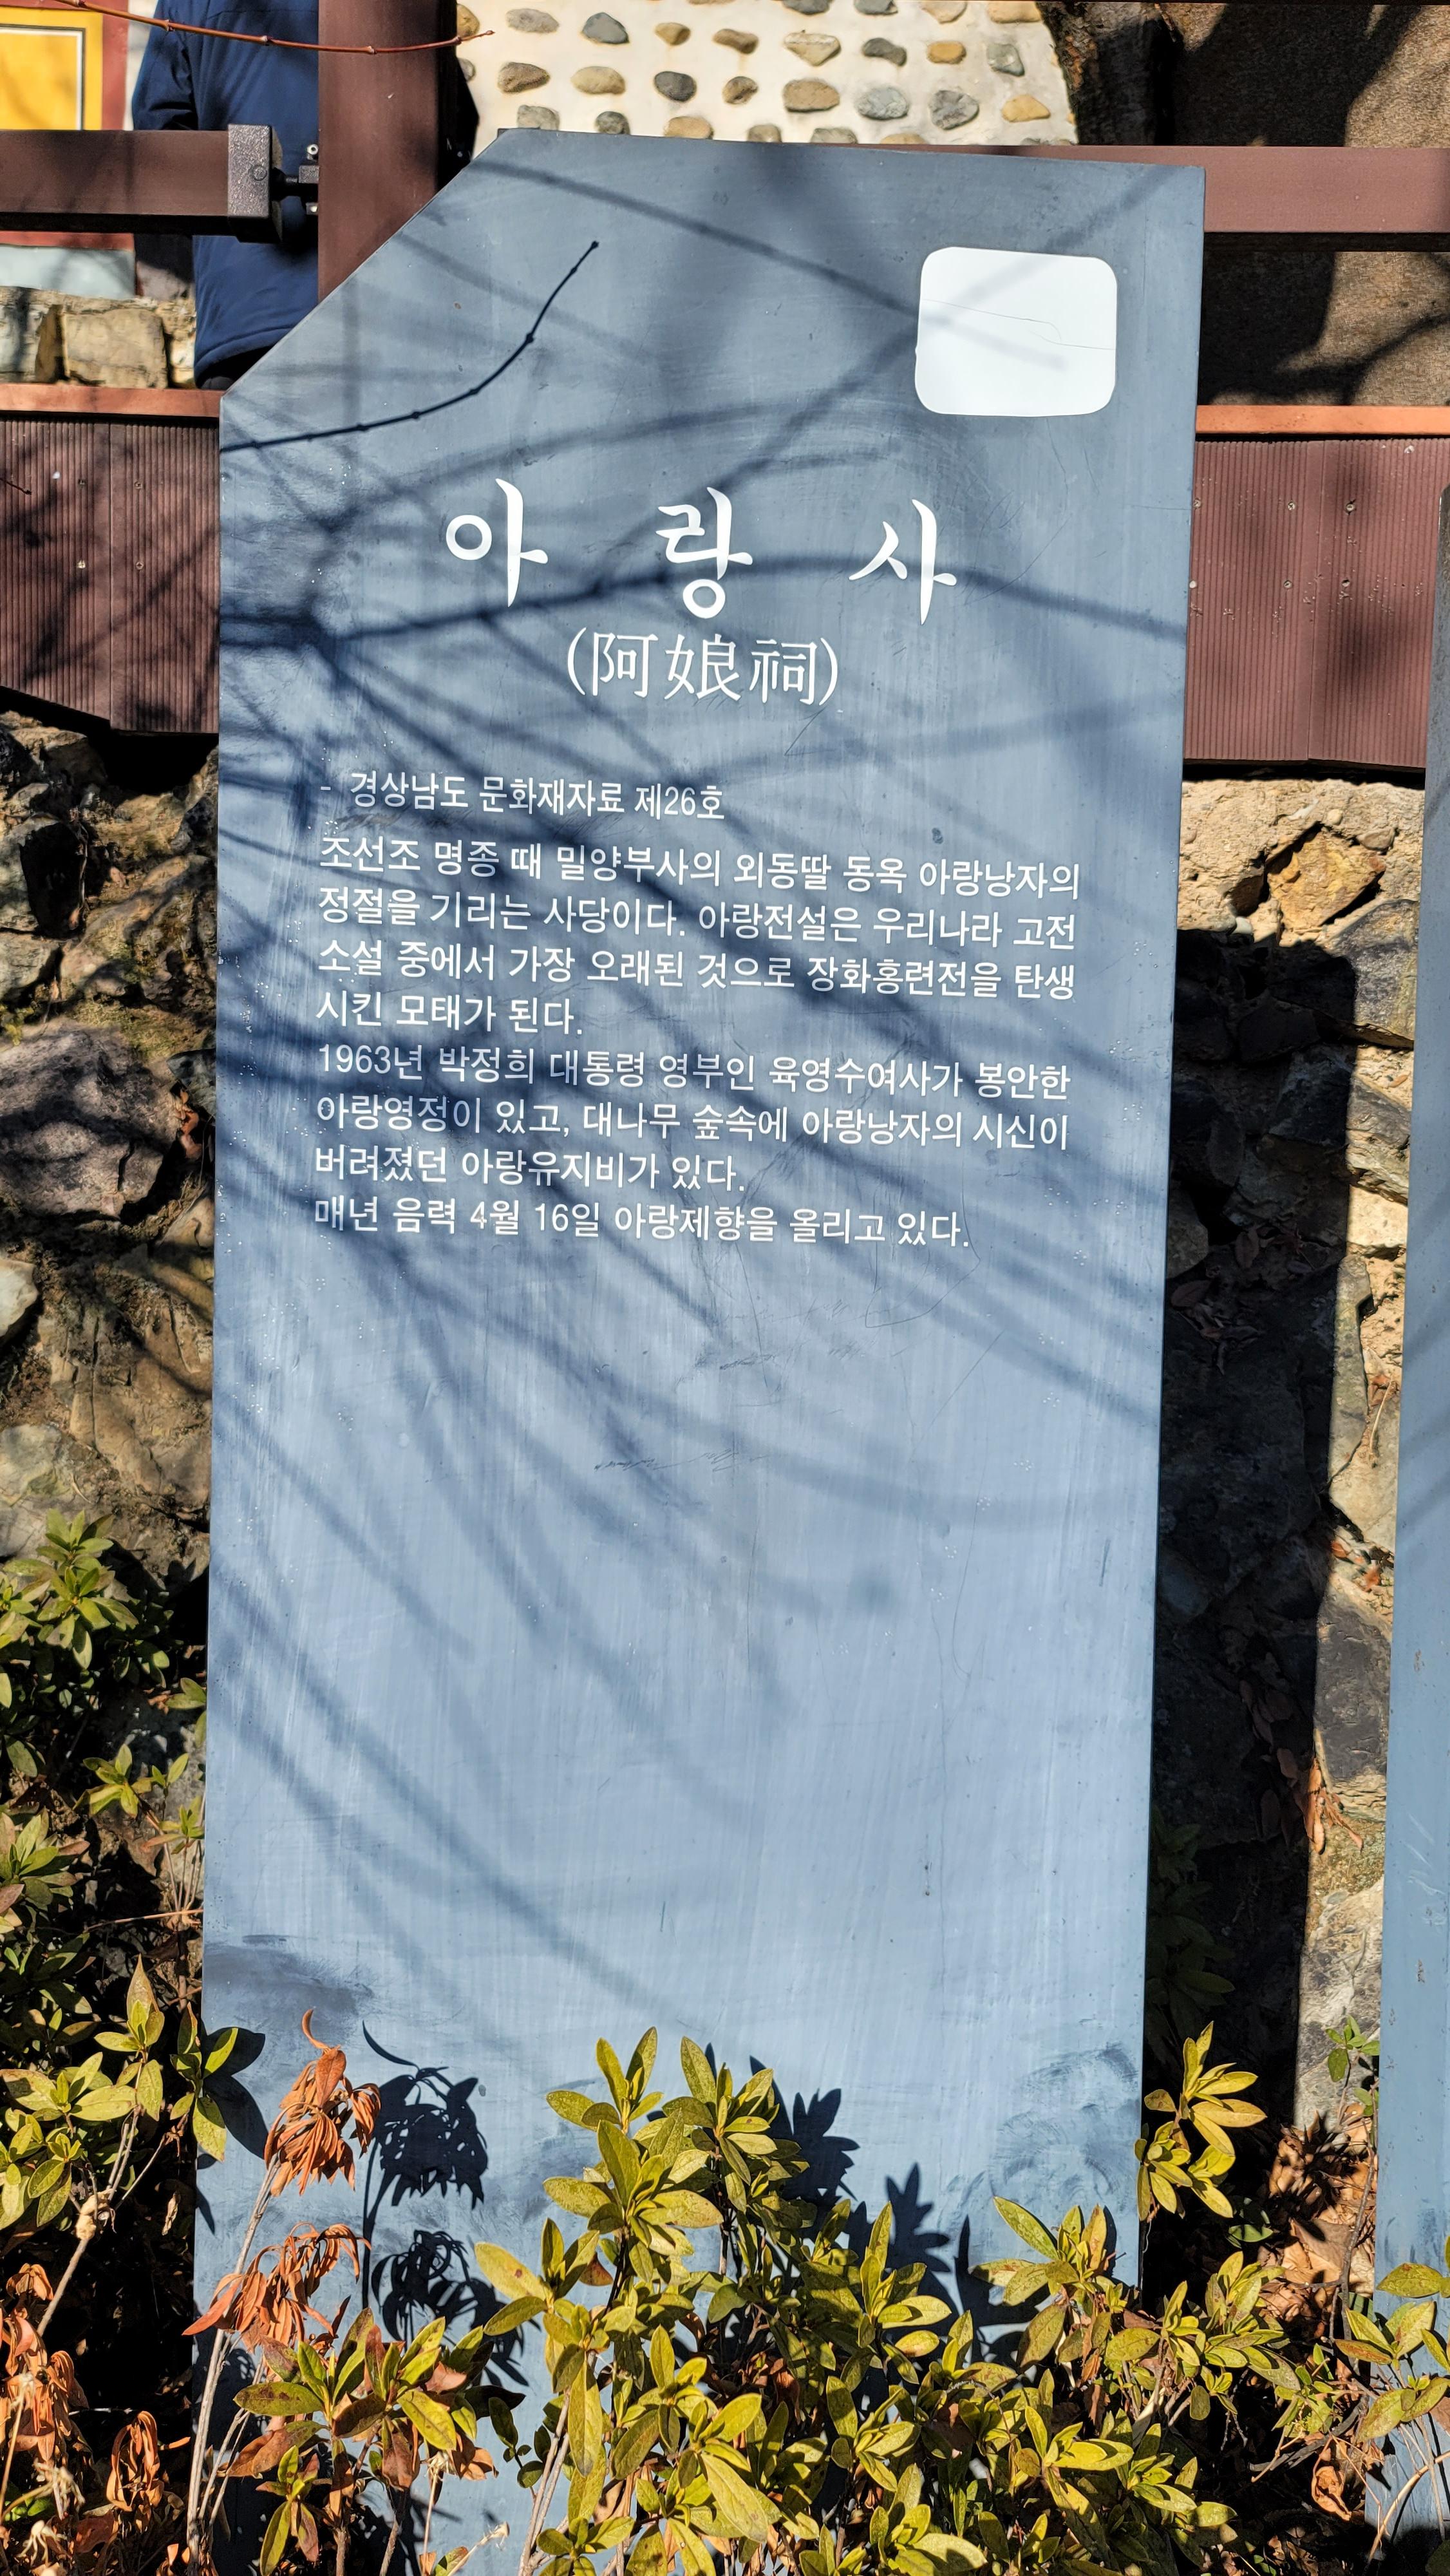 아랑사
(阿娘祠)
- 경상남도 문화재자료 제26호
조선조 명종 때 밀양부사의 외동딸 동옥 아랑낭자의
정절을 기리는 사당이다. 아랑전설은 우리나라 고전
소설 중에서 가장 오래된 것으로 장화홍련전을 탄생
시킨 모태가 된다.
1963년 박정희 대통령 영부인 육영수여사가 봉안한
아랑영정이 있고, 대나무 숲속에 아랑낭자의 시신이
버려졌던 아랑유지비가 있다.
매년 음력 4월 16일 아랑제향을 올리고 있다.